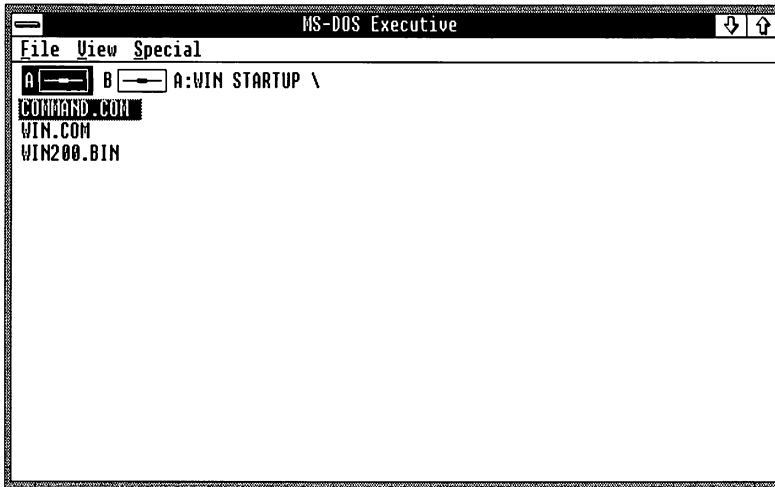 MS-DOS Executive
File View Special
A B A:WIN STARTUP \
COMMAND.COM
WIN.COM
WIN200.BIN